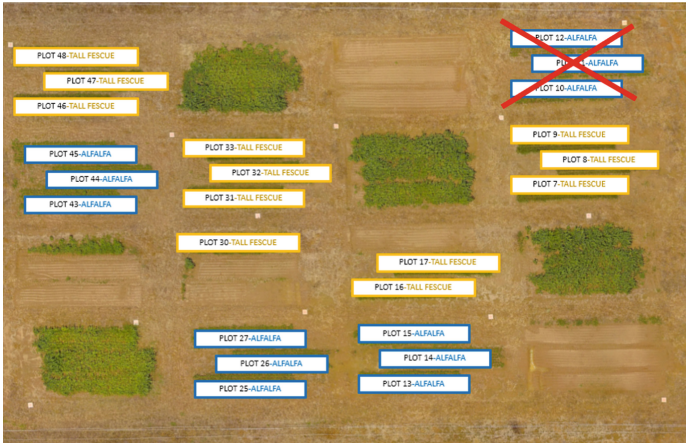 PLOT 48-TALL FESCUE
PLOT 47-TALL FESCUE
PLOT 46-TALL FESCUE
PLOT 12-ALFALFA
PLOT -ALFALFA
PLOT 10-ALFALFA
PLOT 45-ALFALFA
PLOT 44-ALFALFA
PLOT 43-ALFALFA
PLOT 33-TALL FESCUE
PLOT 32-TALL FESCUE
PLOT 31-TALL FESCUE
PLOT 9-TALL FESCUE
PLOT 8-TALL FESCUE
PLOT 7-TALL FESCUE
PLOT 30-TALL FESCUE
PLOT 17-TALL FESCUE
PLOT 16-TALL FESCUE
PLOT 27-ALFALFA
PLOT 26-ALFALFA
PLOT 25-ALFALFA
PLOT 15-ALFALFA
PLOT 14-ALFALFA
PLOT 13-ALFALFA